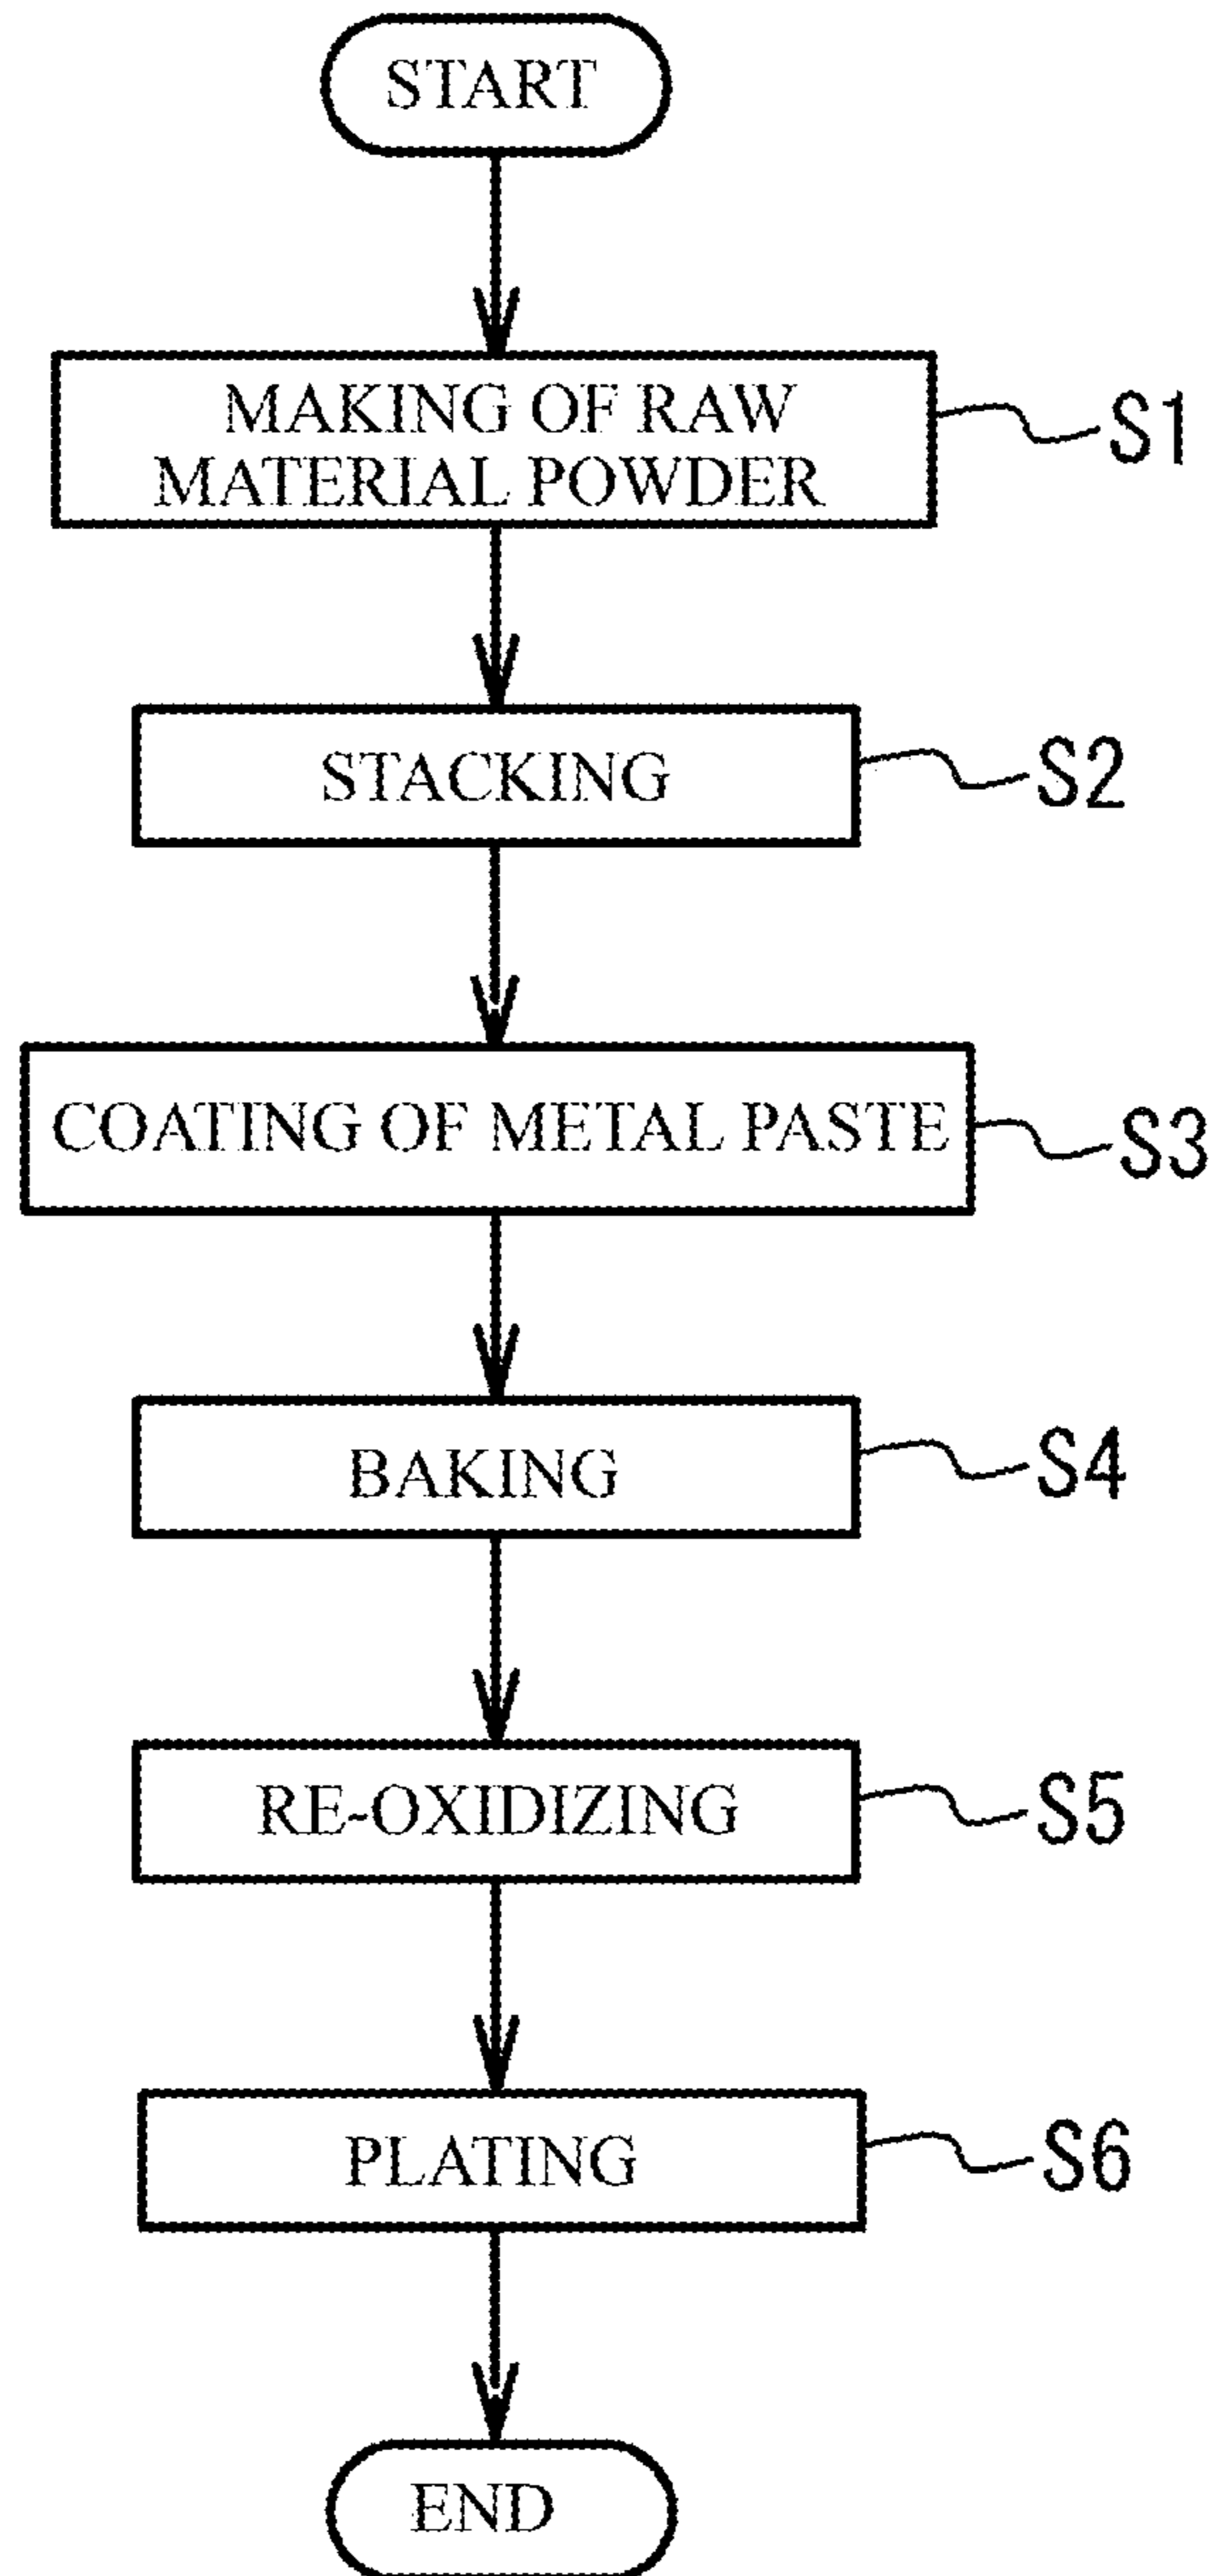 START
MAKING OF RAW
MATERIAL POWDER
S1
STACKING
S2
COATING OF METAL PASTE
S3
BAKING
S4
RE-OXIDIZING
S5
PLATING
S6
END